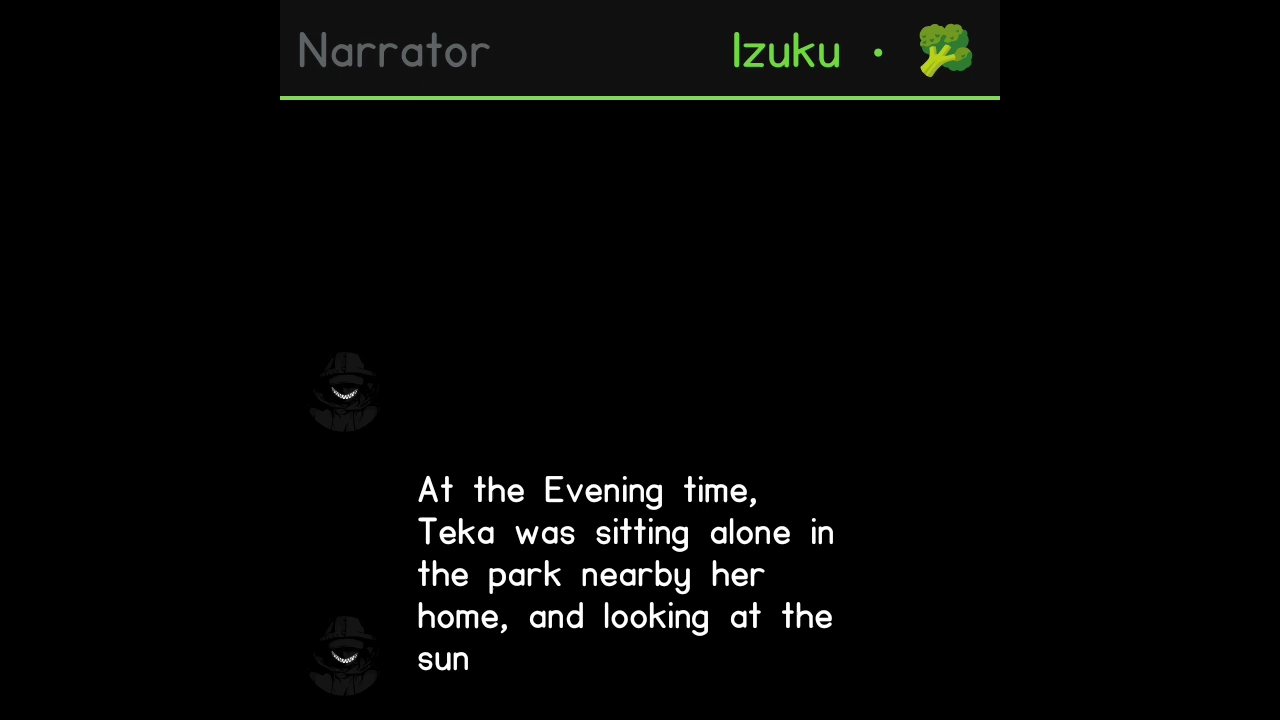 Narrator
Izuku •
At the Evening time,
Teka was sitting alone in
the park nearby her
home, and looking at the
sun